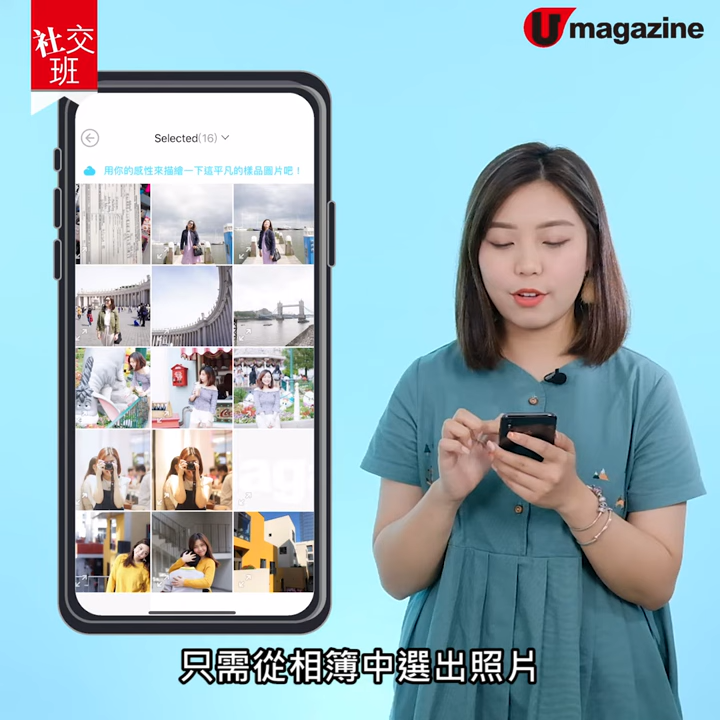 社交班
U magazine
Selected(16)
用你的感性來描繪一下這平凡的樣品圖片吧！
只需從相簿中選出照片